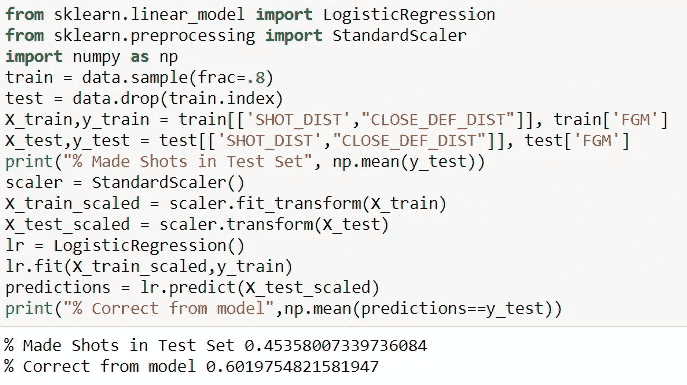 from sklearn.linear_model import LogisticRegression
from sklearn.preprocessing import StandardScaler
import numpy as np
train = data.sample(frac=.8)
test = data.drop(train.index)
X_train,y_train = train[['SHOT_DIST',"CLOSE_DEF_DIST"]], train['FGM']
X_test,y_test = test[['SHOT_DIST',"CLOSE_DEF_DIST"]], test['FGM']
print("% Made Shots in Test Set", np.mean(y_test))
scaler = StandardScaler()
X_train_scaled = scaler.fit_transform(X_train)
X_test_scaled = scaler.transform(X_test)
lr = LogisticRegression()
lr.fit(X_train_scaled,y_train)
predictions = lr.predict(X_test_scaled)
print("% Correct from model",np.mean(predictions==y_test))
% Made Shots in Test Set 0.45358007339736084
% Correct from model 0.6019754821581947